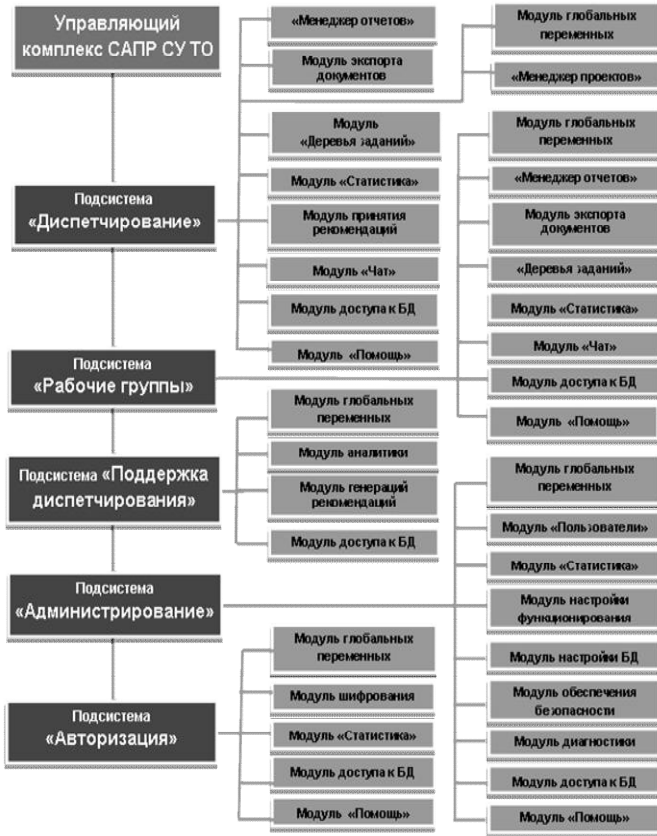 Управляющий
комплекс САПР СУ ТО
Подсистема
«Диспетчирование»
«Менеджер отчетов»
Модуль экспорта
документов
Модуль
«Деревья заданий»
Модуль «Статистика»
Модуль принятия
рекомендаций
Модуль «Чат»
Модуль доступа к БД
Модуль «Помощь»
Модуль глобальных
переменных
«Менеджер проектов»
Подсистема
«Рабочие группы»
Модуль глобальных
переменных
«Менеджер отчетов»
Модуль экспорта
документов
«Деревья заданий»
Модуль «Статистика»
Модуль «Чат»
Модуль доступа к БД
Модуль «Помощь»
Подсистема «Поддержка
диспетчирования»
Модуль глобальных
переменных
Модуль аналитики
Модуль генераций
рекомендаций
Модуль доступа к БД
Подсистема
«Администрирование»
Модуль глобальных
переменных
Модуль «Пользователи»
Модуль «Статистика»
Модуль настройки
функционирования
Модуль настройки БД
Модуль обеспечения
безопасности
Модуль диагностики
Модуль доступа к БД
Модуль «Помощь»
Подсистема
«Авторизация»
Модуль глобальных
переменных
Модуль шифрования
Модуль «Статистика»
Модуль доступа к БД
Модуль «Помощь»